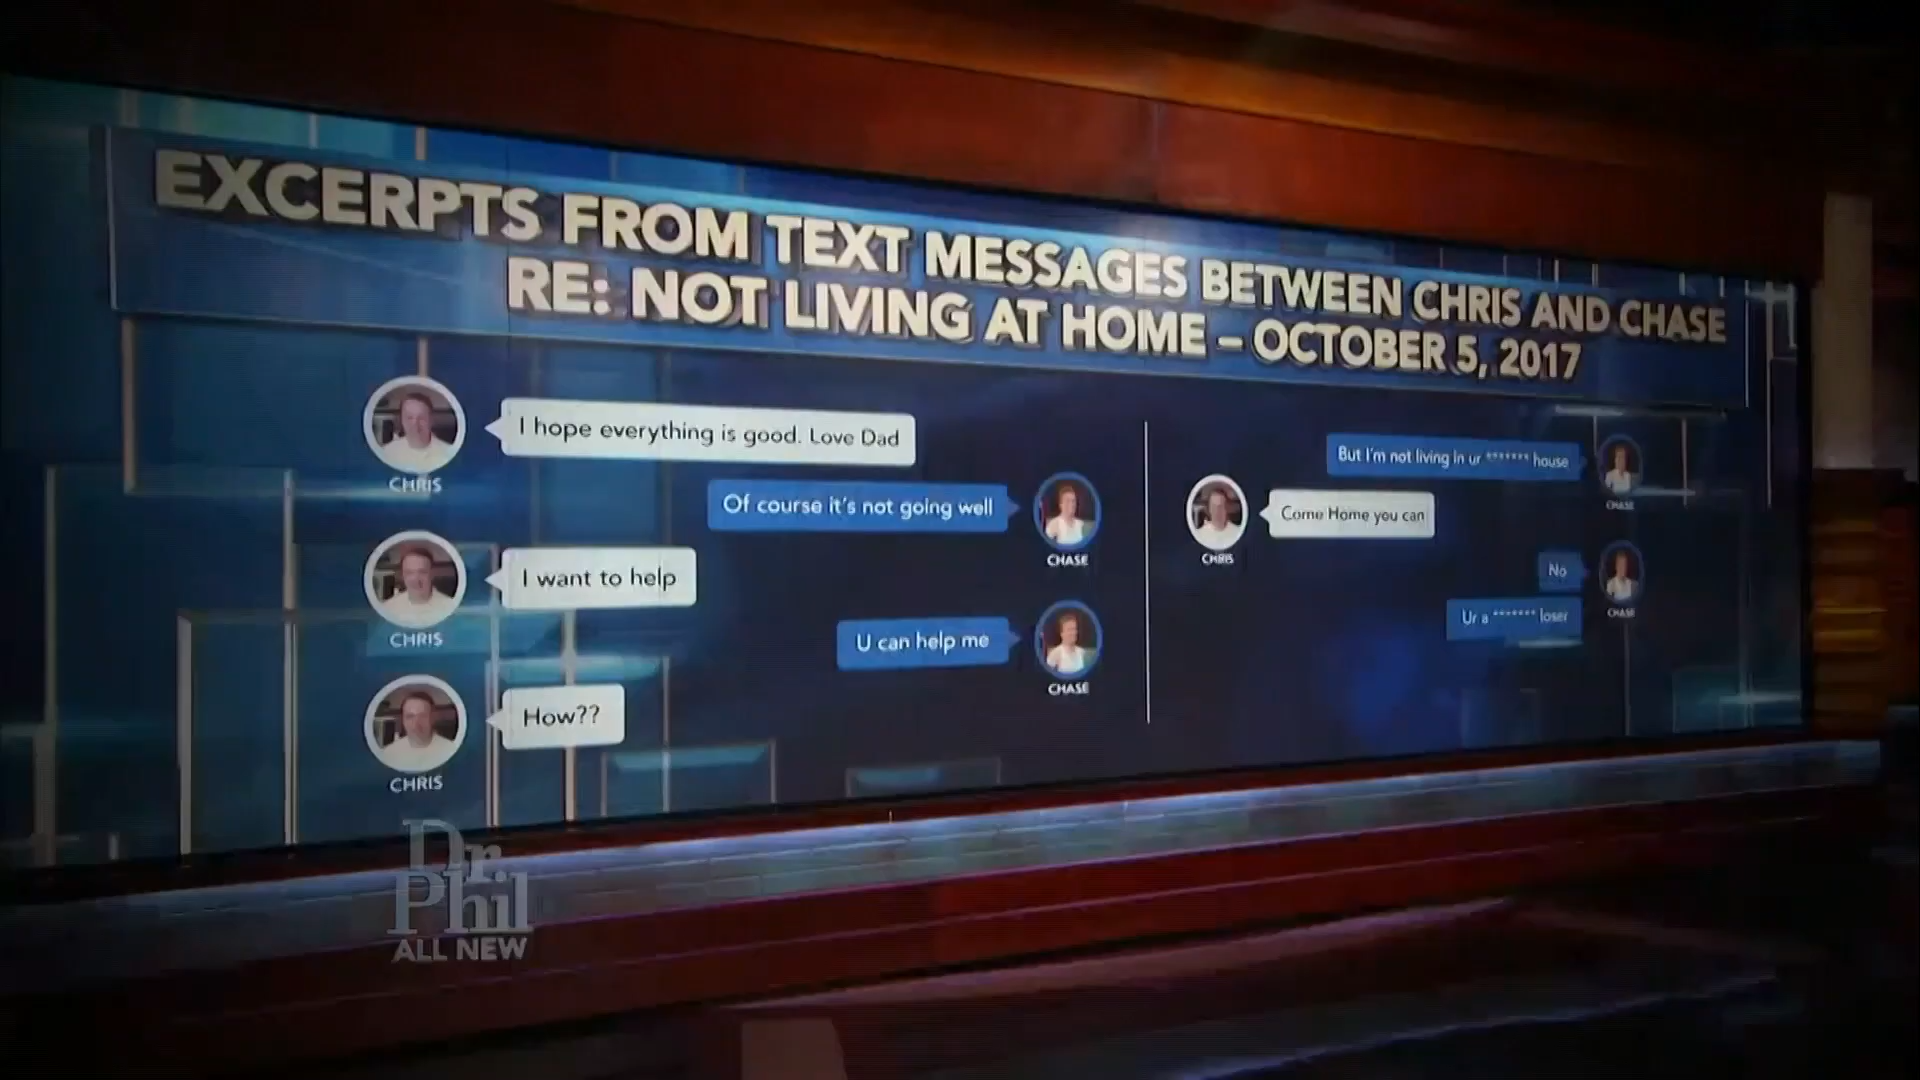 EXCERPTS FROM TEXT MESSAGES BETWEEN CHRIS AND CHASE
RE: NOT LIVING AT HOME – OCTOBER 5, 2017
I hope everything is good. Love Dad
CHRIS
Of course it's not going well
CHASE
I want to help
CHRIS
U can help me
CHASE
How??
CHRIS
But I'm not living in ur ******* house
CHASE
Come Home you can
CHRIS
No
CHASE
Ur a ******* loser
Dr.
Phil
ALL NEW